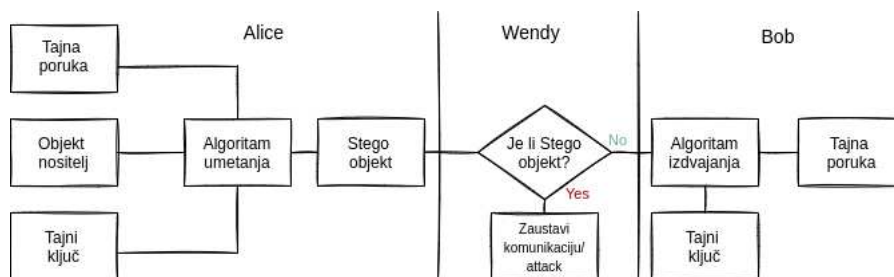 Alice
Wendy
Bob
Tajna
poruka
Objekt
nositelj
Tajni
ključ
Algoritam
umetanja
Stego
objekt
Je li Stego
objekt?
No
Yes
Zaustavi
komunikaciju/
attack
Algoritam
izdvajanja
Tajni
ključ
Tajna
poruka